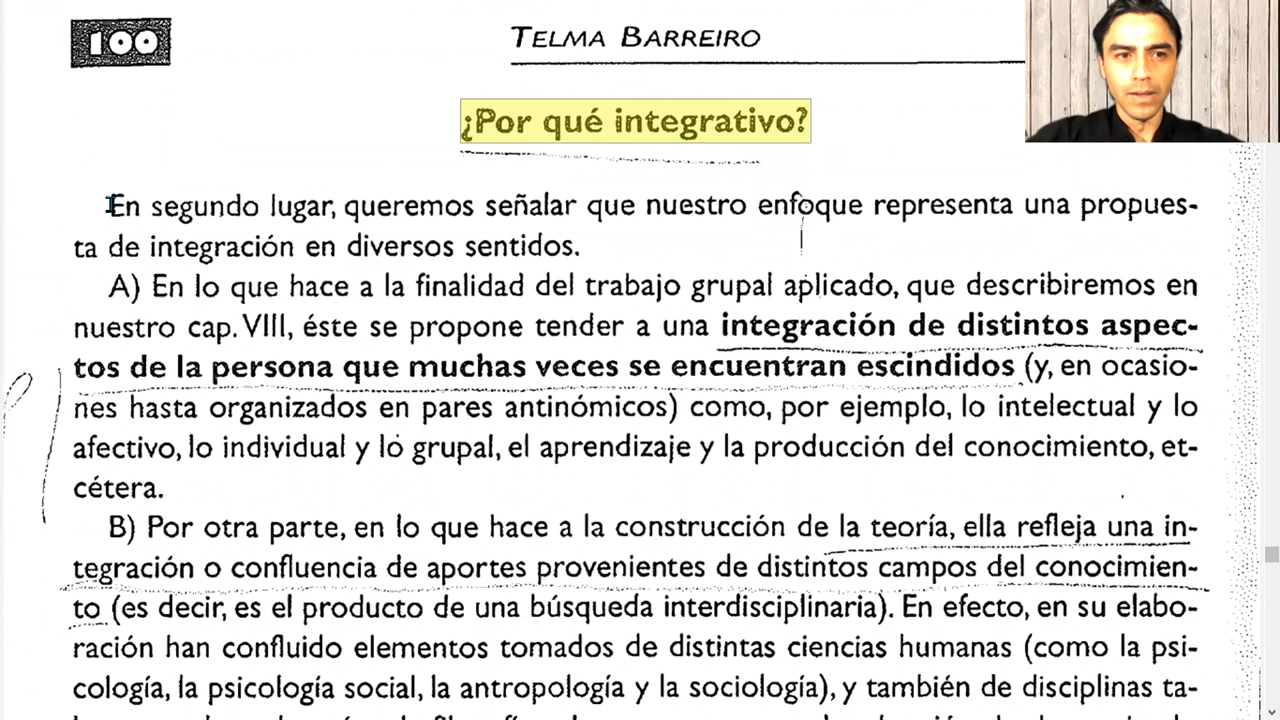 100
TELMA BARREIRO
¿Por qué integrativo?
En segundo lugar, queremos señalar que nuestro enfoque representa una propues-
ta de integración en diversos sentidos.
A) En lo que hace a la finalidad del trabajo grupal aplicado, que describiremos en
nuestro cap. VIII, éste se propone tender a una integración de distintos aspec-
tos de la persona que muchas veces se encuentran escindidos (y, en ocasio-
nes hasta organizados en pares antinómicos) como, por ejemplo, lo intelectual y lo
afectivo, lo individual y lo grupal, el aprendizaje y la producción del conocimiento, et-
cétera.
B) Por otra parte, en lo que hace a la construcción de la teoría, ella refleja una in-
tegración o confluencia de aportes provenientes de distintos campos del conocimien-
to (es decir, es el producto de una búsqueda interdisciplinaria). En efecto, en su elabo-
ración han confluido elementos tomados de distintas ciencias humanas (como la psi-
cología, la psicología social, la antropología y la sociología), y también de disciplinas ta-